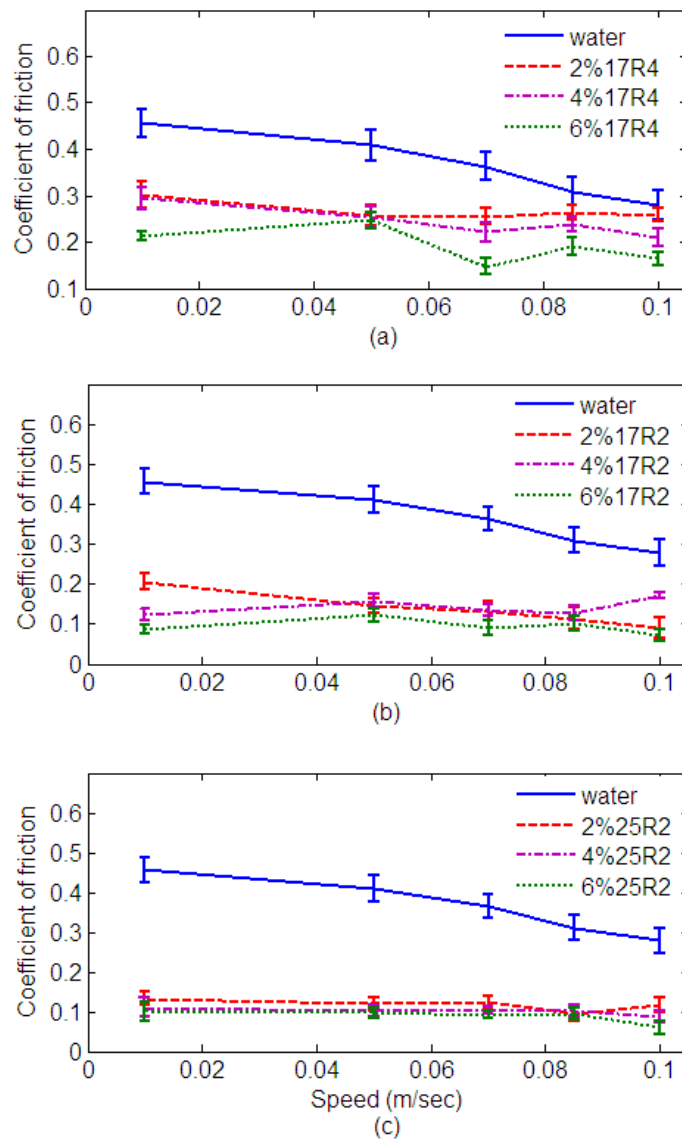 water
2%17R4
4%17R4
6%17R4
Coefficient of friction
0.6
0.5
0.4
0.3
0.2
0.1
0 0.02 0.04 0.06 0.08 0.1
(a)
water
2%17R2
4%17R2
6%17R2
Coefficient of friction
0.6
0.5
0.4
0.3
0.2
0.1
0
0 0.02 0.04 0.06 0.08 0.1
(b)
water
2%25R2
4%25R2
6%25R2
Coefficient of friction
0.6
0.5
0.4
0.3
0.2
0.1
0
0 0.02 0.04 0.06 0.08 0.1
Speed (m/sec)
(c)